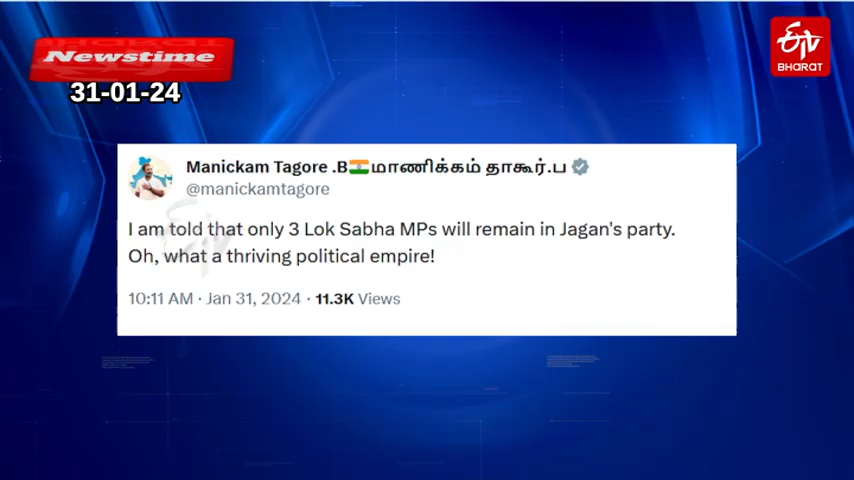 Newstime
31-01-24
ETV
BHARAT
Manickam Tagore .B🇮🇳மாணிக்கம் தாகூர்.ப
@manickamtagore
I am told that only 3 Lok Sabha MPs will remain in Jagan's party.
Oh, what a thriving political empire!
10:11 AM · Jan 31, 2024 · 11.3K Views